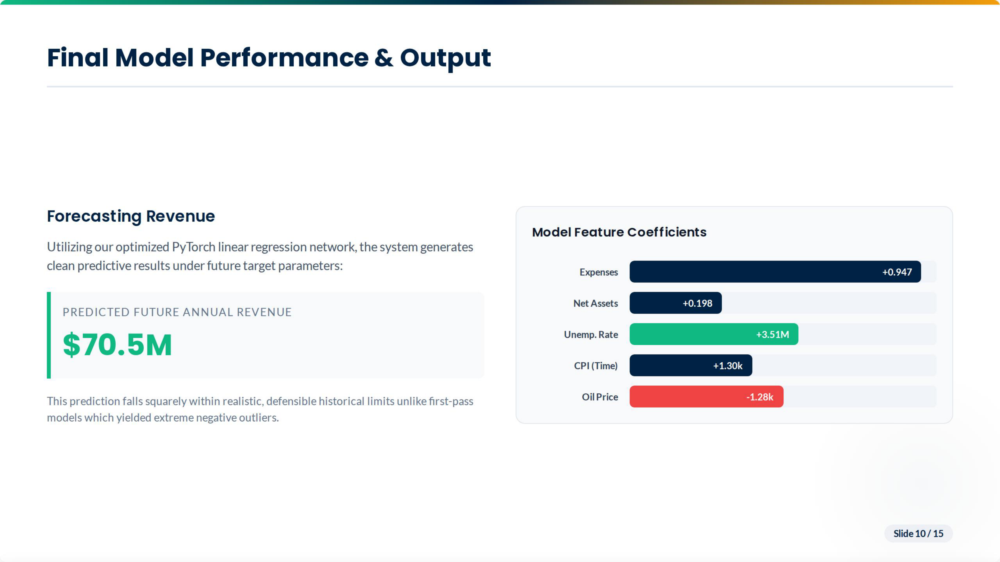 Final Model Performance & Output
Forecasting Revenue
Utilizing our optimized PyTorch linear regression network, the system generates
clean predictive results under future target parameters:
PREDICTED FUTURE ANNUAL REVENUE
$70.5M
This prediction falls squarely within realistic, defensible historical limits unlike first-pass
models which yielded extreme negative outliers.
Model Feature Coefficients
Expenses +0.947
Net Assets +0.198
Unemp. Rate +3.51M
CPI (Time) +1.30k
Oil Price -1.28k
Slide 10 / 15